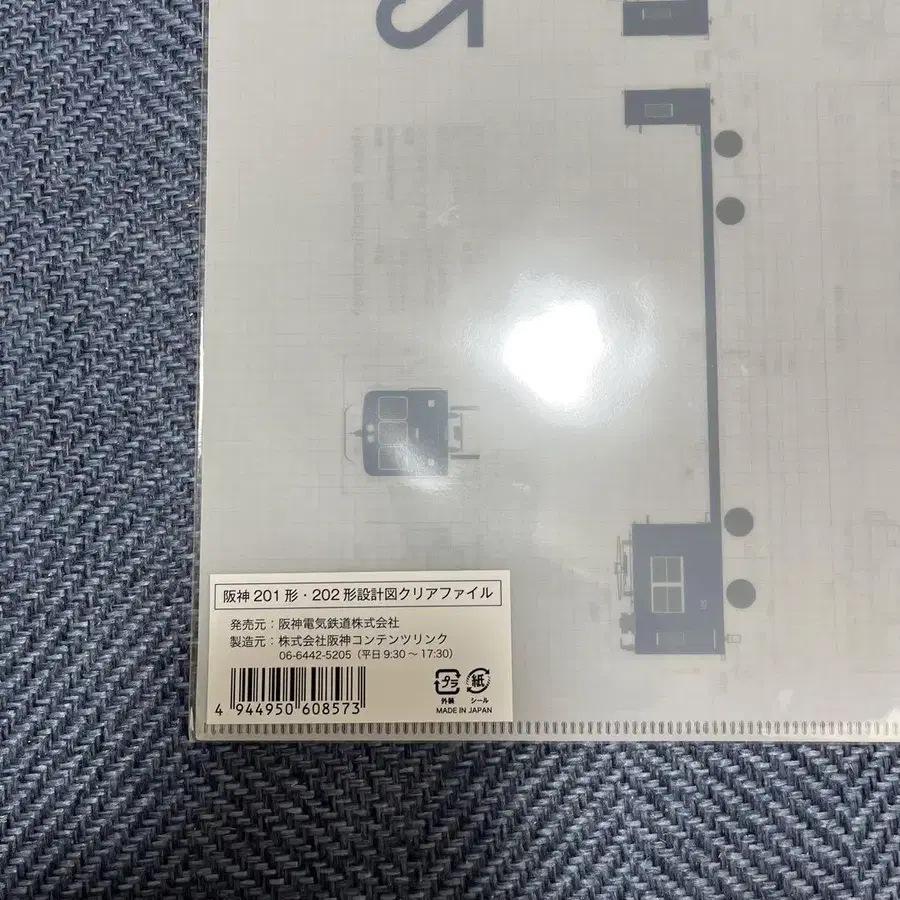 阪神 201 形・202 形設計図クリアファイル
発売元：阪神電気鉄道株式会社
製造元：株式会社阪神コンテンツリンク
06-6442-5205（平日 9:30 ～ 17:30）
4 944950 608573
プラ 紙
外装 シール
MADE IN JAPAN